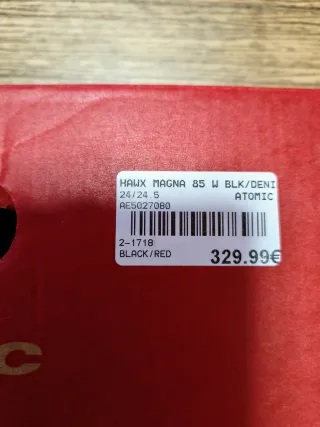 HAWX MAGNA 85 W BLK/DENI
24/24.5 ATOMIC
AE5027080
2-1718
BLACK/RED 329.99€
C